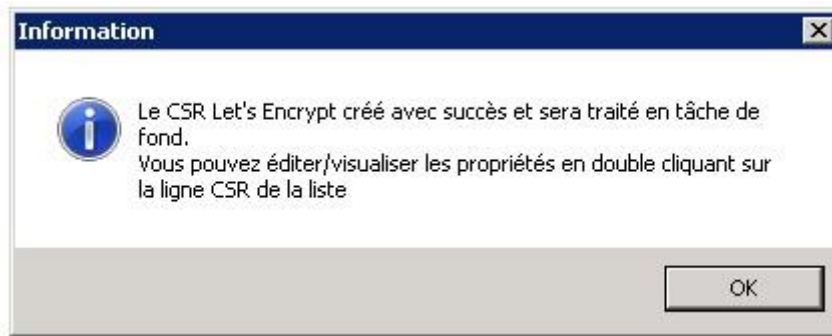 Information
Le CSR Let's Encrypt créé avec succès et sera traité en tâche de
fond.
Vous pouvez éditer/visualiser les propriétés en double cliquant sur
la ligne CSR de la liste
OK